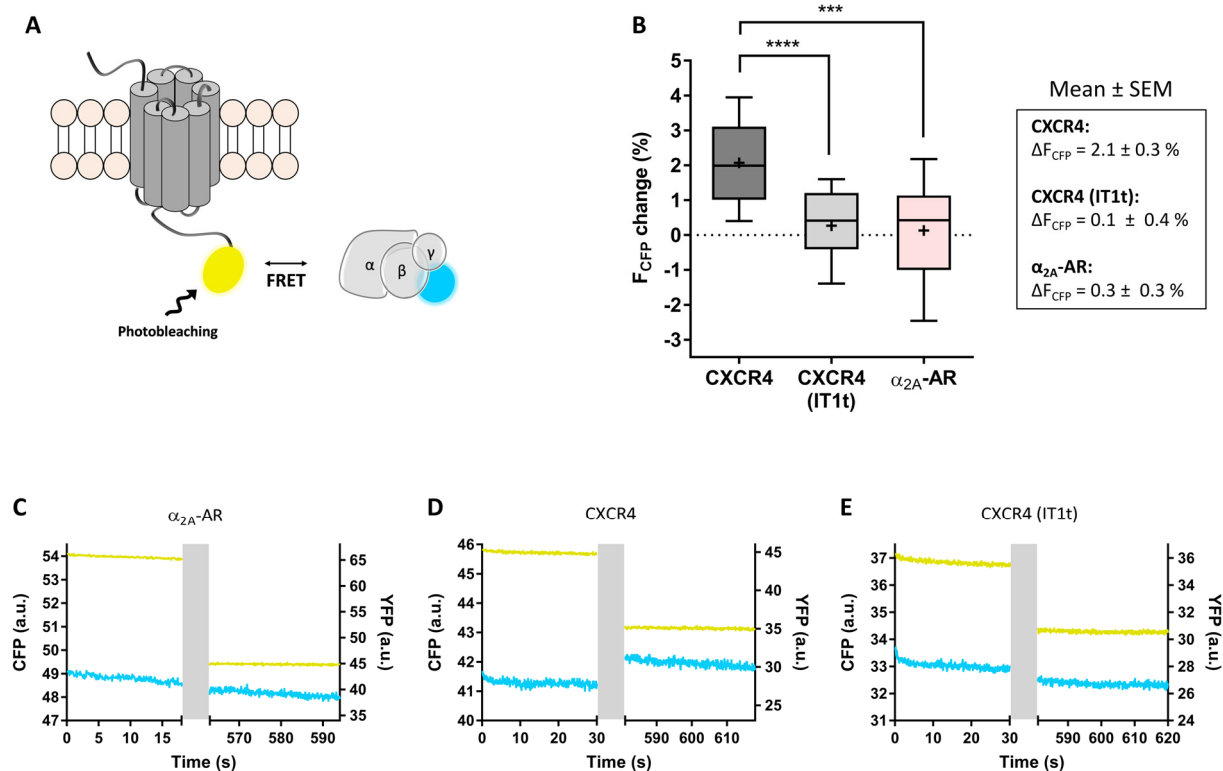 A
α
β
γ
FRET
Photobleaching
B
***
****
F_CFP change (%)
5
4
3
2
1
0
-1
-2
-3
CXCR4
CXCR4
(IT1t)
α2A-AR
Mean ± SEM
CXCR4:
ΔF_CFP = 2.1 ± 0.3 %
CXCR4 (IT1t):
ΔF_CFP = 0.1 ± 0.4 %
α2A-AR:
ΔF_CFP = 0.3 ± 0.3 %
C
α2A-AR
CFP (a.u.)
54
53
52
51
50
49
48
47
YFP (a.u.)
65
60
55
50
45
40
35
0 5 10 15 570 580 590
Time (s)
D
CXCR4
CFP (a.u.)
46
45
44
43
42
41
40
YFP (a.u.)
45
40
35
30
25
0 10 20 30 590 600 610
Time (s)
E
CXCR4 (IT1t)
CFP (a.u.)
37
36
35
34
33
32
31
YFP (a.u.)
36
34
32
30
28
26
24
0 10 20 30 590 600 610 620
Time (s)